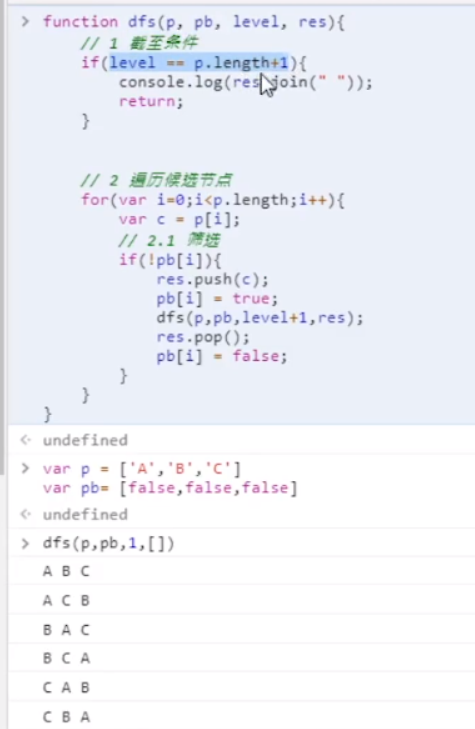 > function dfs(p, pb, level, res){
// 1 截至条件
if(level == p.length+1){
console.log(res.join(" "));
return;
}
// 2 遍历候选节点
for(var i=0;i<p.length;i++){
var c = p[i];
// 2.1 筛选
if(!pb[i]){
res.push(c);
pb[i] = true;
dfs(p,pb,level+1,res);
res.pop();
pb[i] = false;
}
}
}
undefined
> var p = ['A','B','C']
var pb= [false,false,false]
undefined
> dfs(p,pb,1,[])
A B C
A C B
B A C
B C A
C A B
C B A